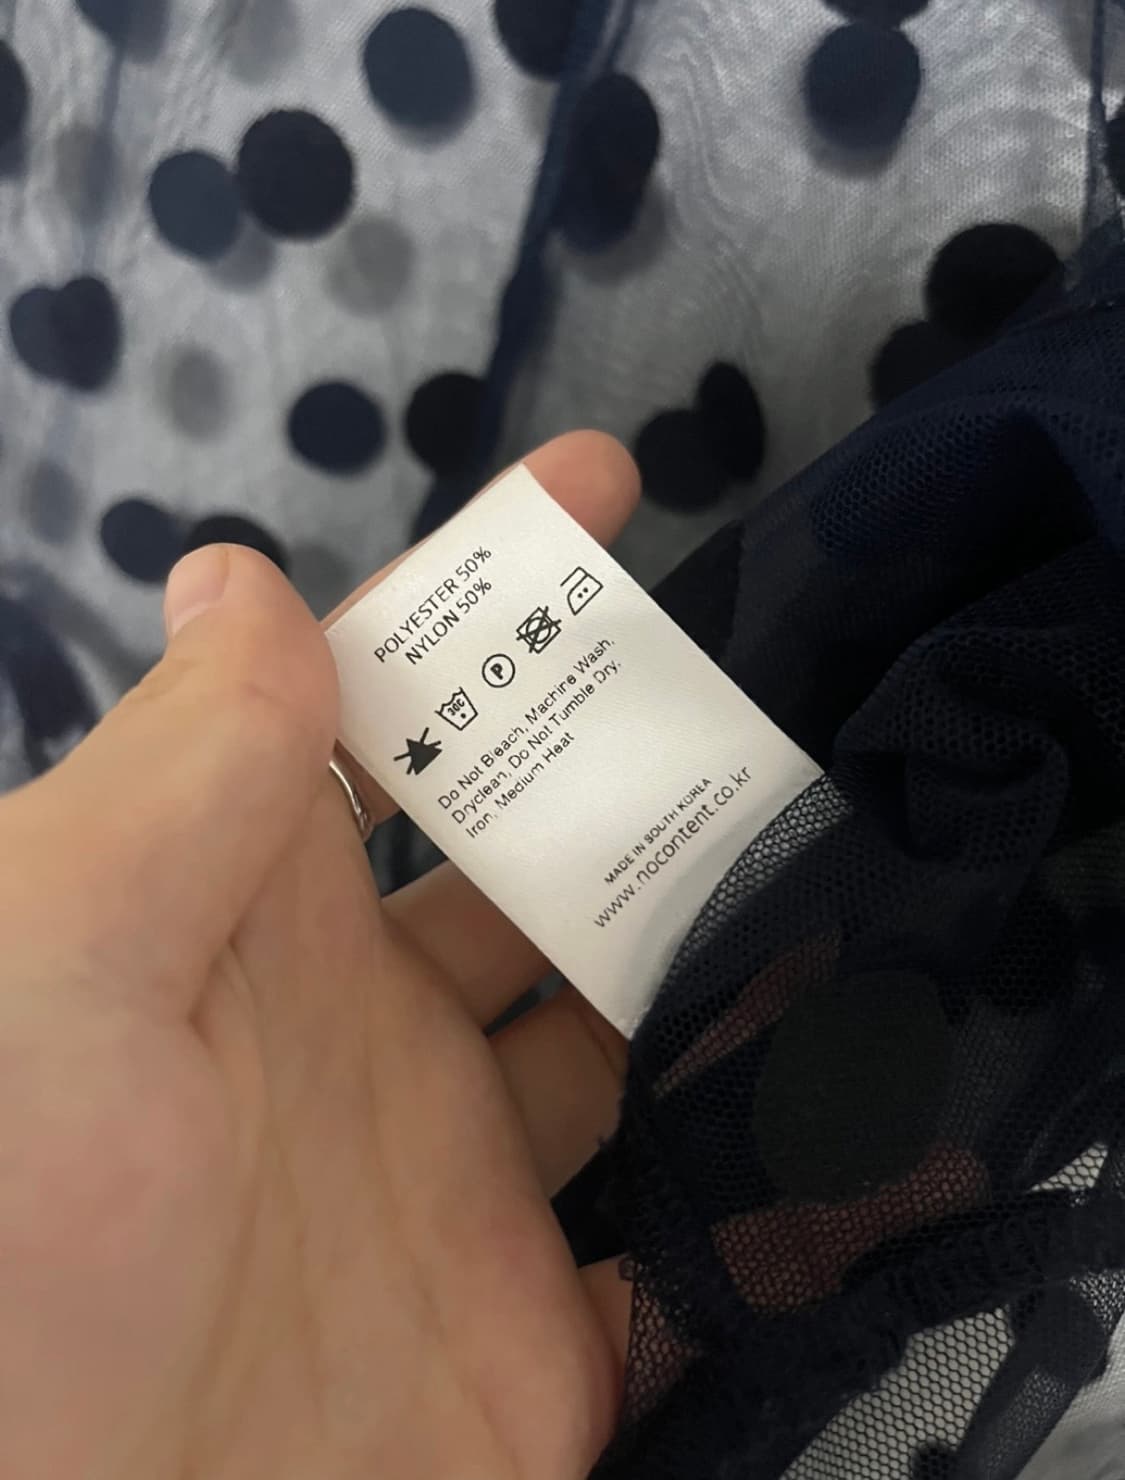 POLYESTER 50%
NYLON 50%
30C
P
Do Not Bleach, Machine Wash,
Dryclean, Do Not Tumble Dry,
Iron, Medium Heat
MADE IN SOUTH KOREA
www.nocontent.co.kr